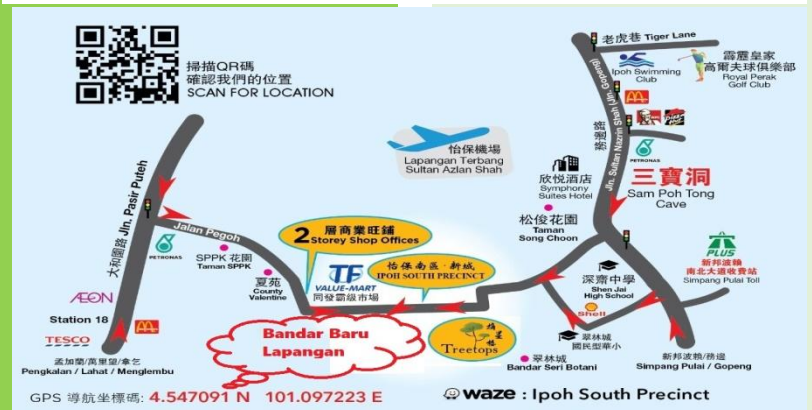 掃描QR碼
確認我們的位置
SCAN FOR LOCATION
老虎巷 Tiger Lane
Ipoh Swimming
Club
霹靂皇家
高爾夫球俱樂部
Royal Perak
Golf Club
怡保機場
Lapangan Terbang
Sultan Azlan Shah
Jln. Sultan Nazrin Shah (Jln. Gopeng)
PETRONAS
三寶洞
Sam Poh Tong
Cave
欣悦酒店
Symphony
Suites Hotel
松俊花園
Taman
Song Choon
PLUS
新邦波賴
南北大道收費站
Simpang Pulai Toll
大和園路 Jln. Pasir Puteh
Jalan Pegoh
PETRONAS
SPPK 花園
Taman SPPK
夏苑
County
Valentine
2 層商業旺鋪
Storey Shop Offices
TF
VALUE-MART
同發霸級市場
怡保南區·新城
IPOH SOUTH PRECINCT
深齋中學
Shen Jai
High School
Shell
翠林城
國民型華小
Treetops
翠林城
Bandar Seri Botani
新邦波賴/務邊
Simpang Pulai / Gopeng
AEON
Station 18
TESCO
孟加蘭/萬里望/拿乞
Pengkalan / Lahat / Menglembu
Bandar Baru
Lapangan
GPS 導航坐標碼: 4.547091 N 101.097223 E
waze : Ipoh South Precinct